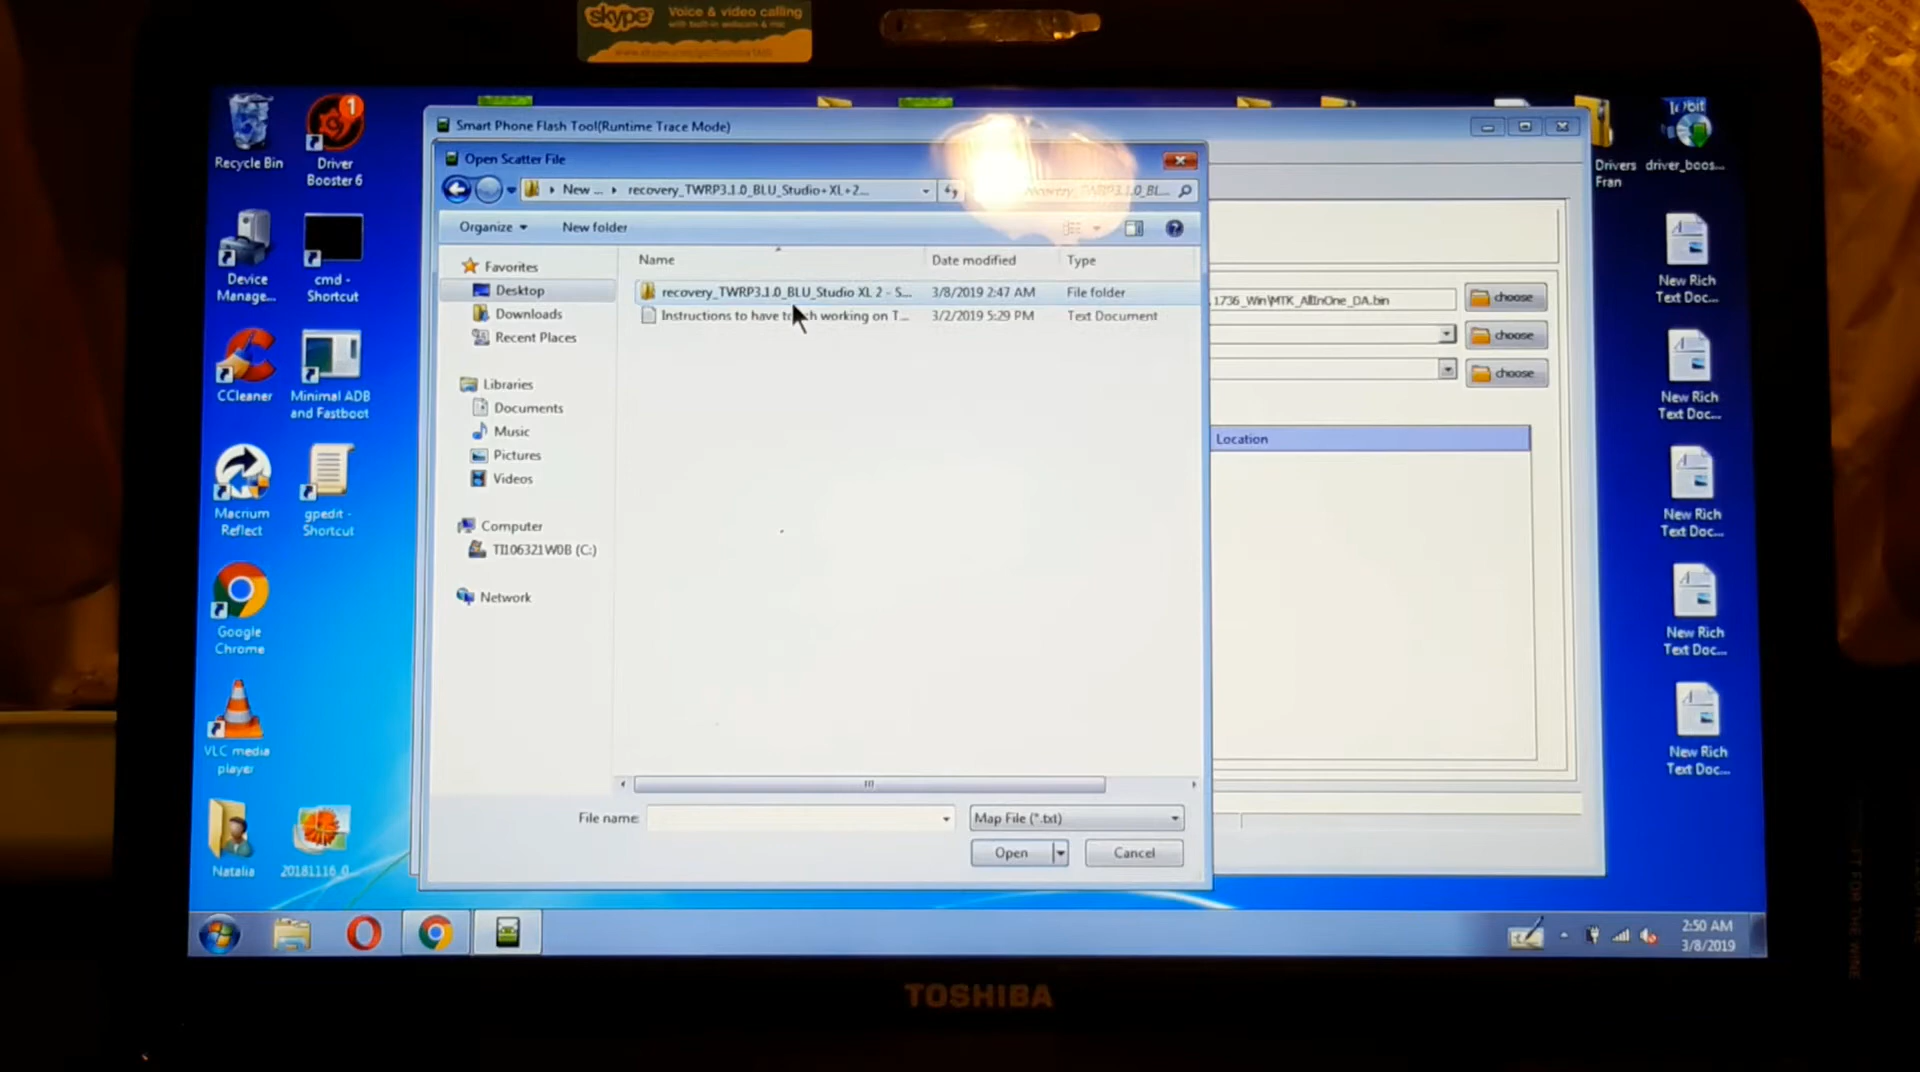 skype Voice & video calling
Recycle Bin
Driver
Booster 6
1
Device
Manage...
cmd -
Shortcut
CCleaner
Minimal ADB
and Fastboot
Macrium
Reflect
gpedit -
Shortcut
Google
Chrome
VLC media
player
Natalia
20181116_0...
Smart Phone Flash Tool(Runtime Trace Mode)
Open Scatter File
New ... recovery_TWRP3.1.0_BLU_Studio+XL+2...
recovery_TWRP3.1.0_BL...
Organize New folder
Favorites
Desktop
Downloads
Recent Places
Libraries
Documents
Music
Pictures
Videos
Computer
TI106321W0B (C:)
Network
Name Date modified Type
recovery_TWRP3.1.0_BLU_Studio XL 2 - S... 3/8/2019 2:47 AM File folder
Instructions to have working on T... 3/2/2019 5:29 PM Text Document
File name:
Map File (*.txt)
Open Cancel
1736_Win\MTK_AllInOne_DA.bin
choose
choose
choose
Location
Drivers
Fran
driver_boos...
New Rich
Text Doc...
New Rich
Text Doc...
New Rich
Text Doc...
New Rich
Text Doc...
New Rich
Text Doc...
2:50 AM
3/8/2019
TOSHIBA